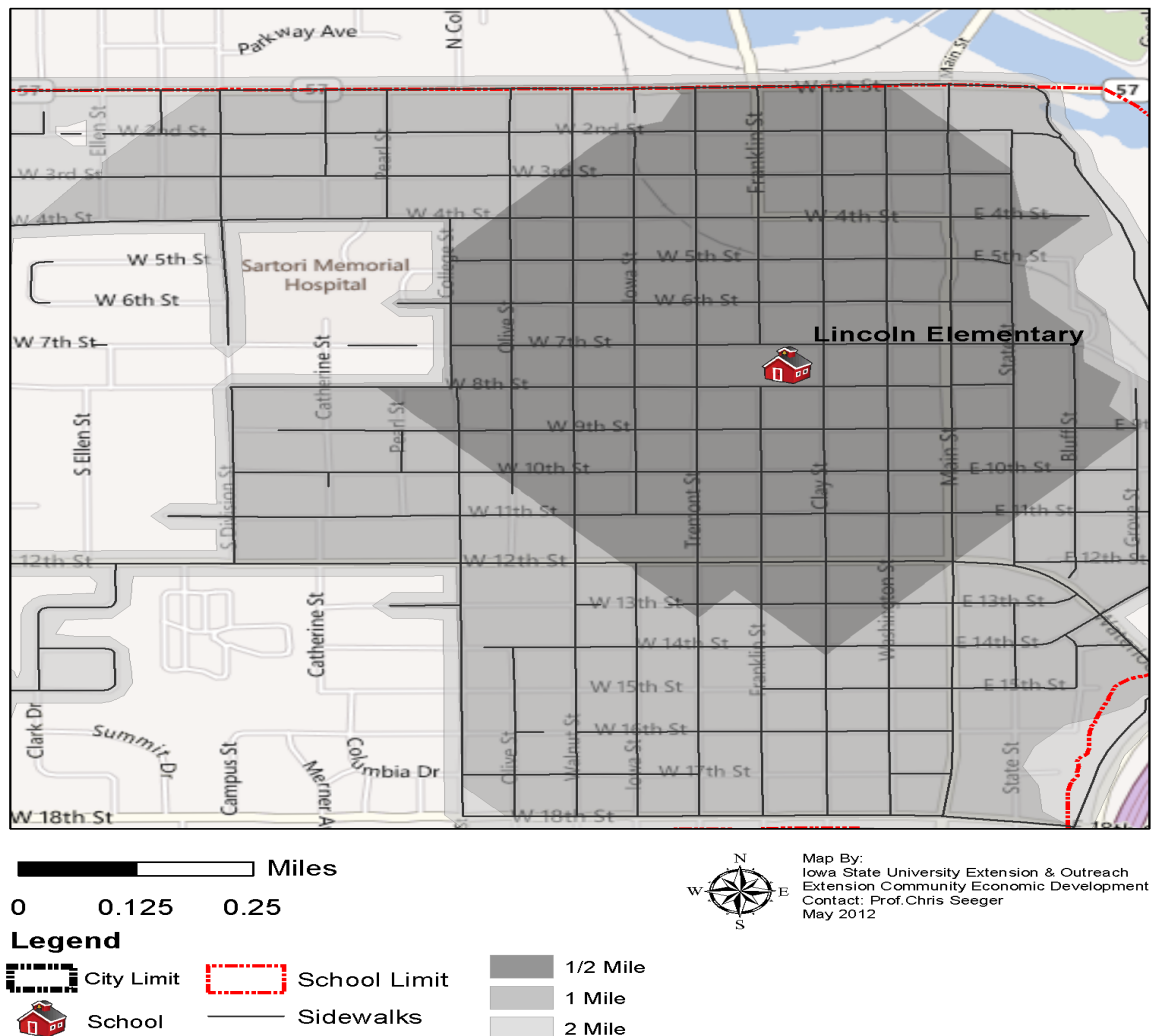 Parkway Ave
N Col
Main St
57
57
W 1st St
57
Ellen St
W 2nd St
Pearl St
W 2nd St
Franklin St
W 3rd St
W 3rd St
W 4th St
W 4th St
W 4th St
E 4th St
W 5th St
Sartori Memorial
Hospital
College St
Iowa St
W 5th St
E 5th St
W 6th St
W 6th St
W 7th St
Catherine St
Olive St
W 7th St
Lincoln Elementary
State St
W 8th St
S Ellen St
Pearl St
W 9th St
Bluff St
S Division St
W 10th St
Tremont St
Clay St
Main St
E 10th St
W 11th St
E 11th St
Grove St
12th St
W 12th St
E 12th St
Catherine St
W 13th St
Washington St
E 13th St
W 14th St
Franklin St
E 14th St
W 15th St
E 15th St
Clark Dr
Summit Dr
Campus St
Merner A
Columbia Dr
Olive St
Walnut St
Iowa St
W 16th St
W 17th St
State St
W 18th St
W 18th St
Miles
0 0.125 0.25
N
W E
S
Map By:
Iowa State University Extension & Outreach
Extension Community Economic Development
Contact: Prof.Chris Seeger
May 2012
Legend
City Limit
School Limit
1/2 Mile
School
Sidewalks
1 Mile
2 Mile